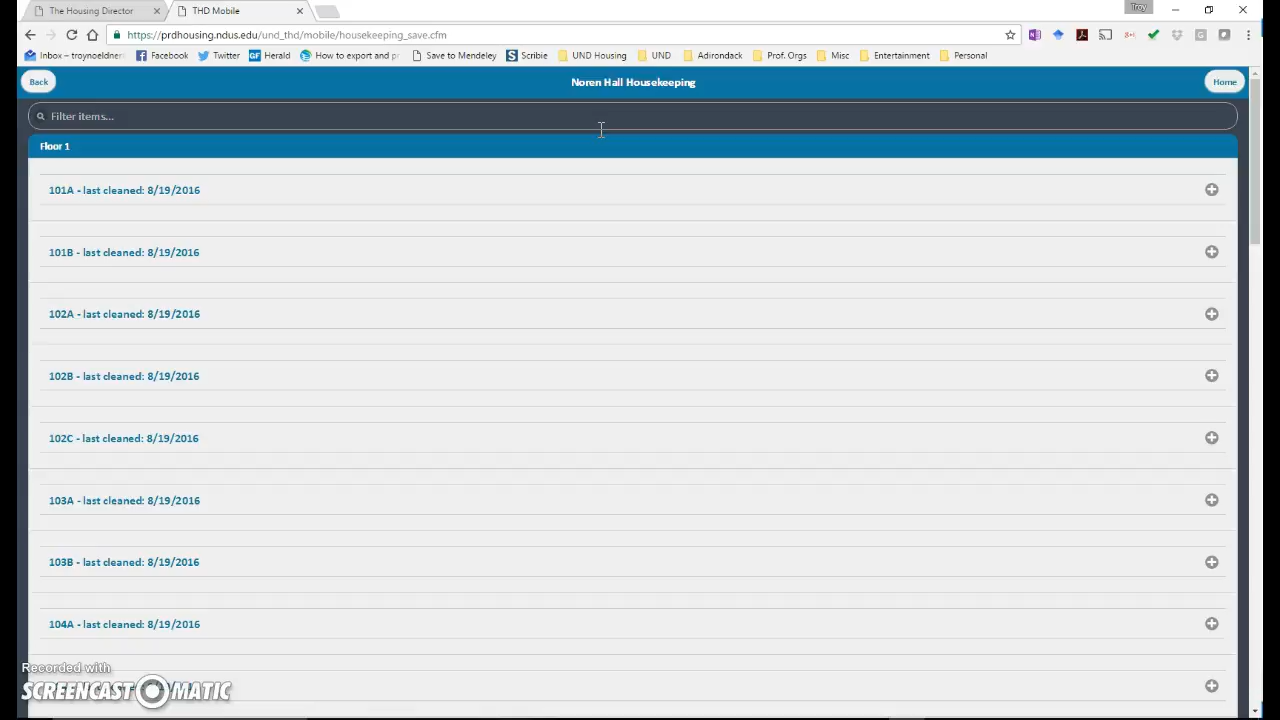 The Housing Director
THD Mobile
Troy
https://prdhousing.ndus.edu/und_thd/mobile/housekeeping_save.cfm
Inbox – troynoeldner
Facebook
Twitter
GF Herald
How to export and pr
Save to Mendeley
S Scribie
UND Housing
UND
Adirondack
Prof. Orgs
Misc
Entertainment
Personal
Back
Noren Hall Housekeeping
Home
Filter items...
Floor 1
101A - last cleaned: 8/19/2016
101B - last cleaned: 8/19/2016
102A - last cleaned: 8/19/2016
102B - last cleaned: 8/19/2016
102C - last cleaned: 8/19/2016
103A - last cleaned: 8/19/2016
103B - last cleaned: 8/19/2016
104A - last cleaned: 8/19/2016
Recorded with
SCREENCAST-O-MATIC